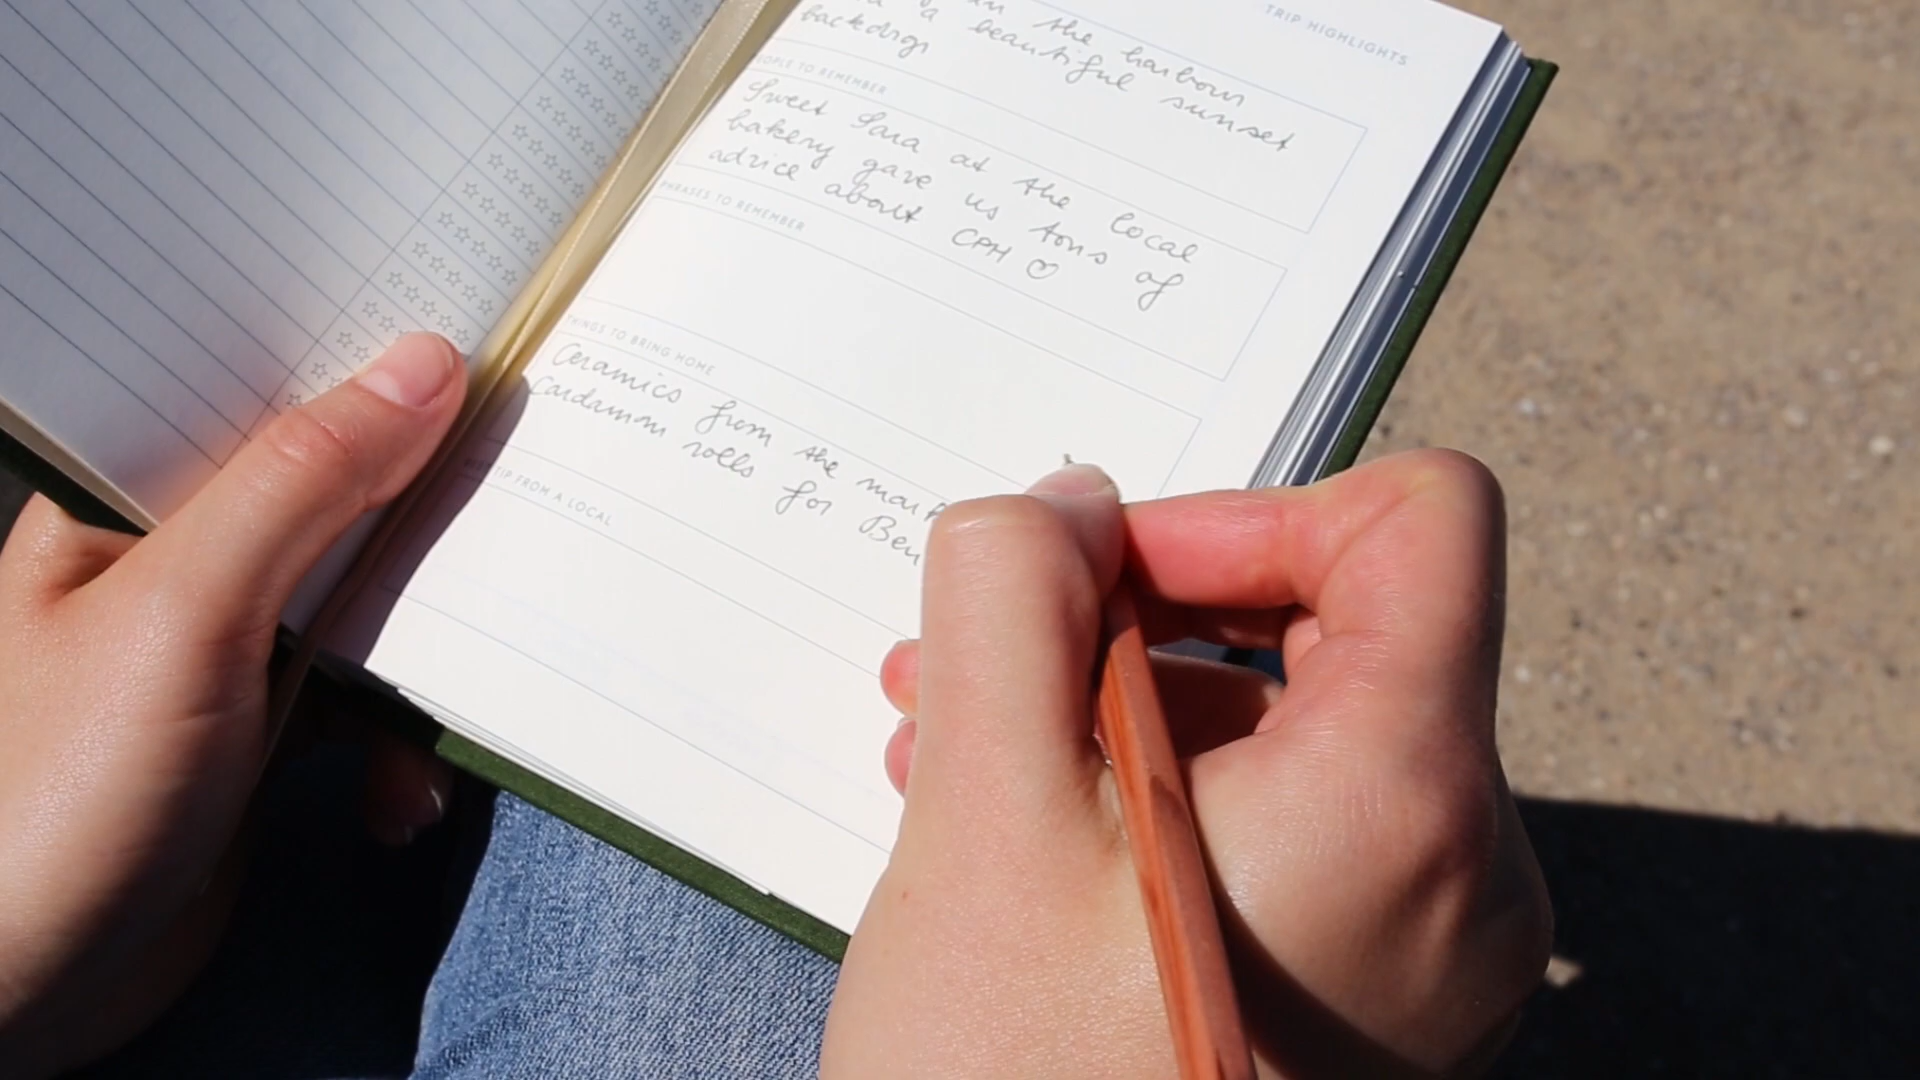 TRIP HIGHLIGHTS
in the harbour
a beautiful sunset
backdrop
PEOPLE TO REMEMBER
Sweet Sara at the local
bakery gave us tons of
advice about CPH ♡
PHRASES TO REMEMBER
THINGS TO BRING HOME
Ceramics from the
Cardamom rolls for Ben
TIP FROM A LOCAL